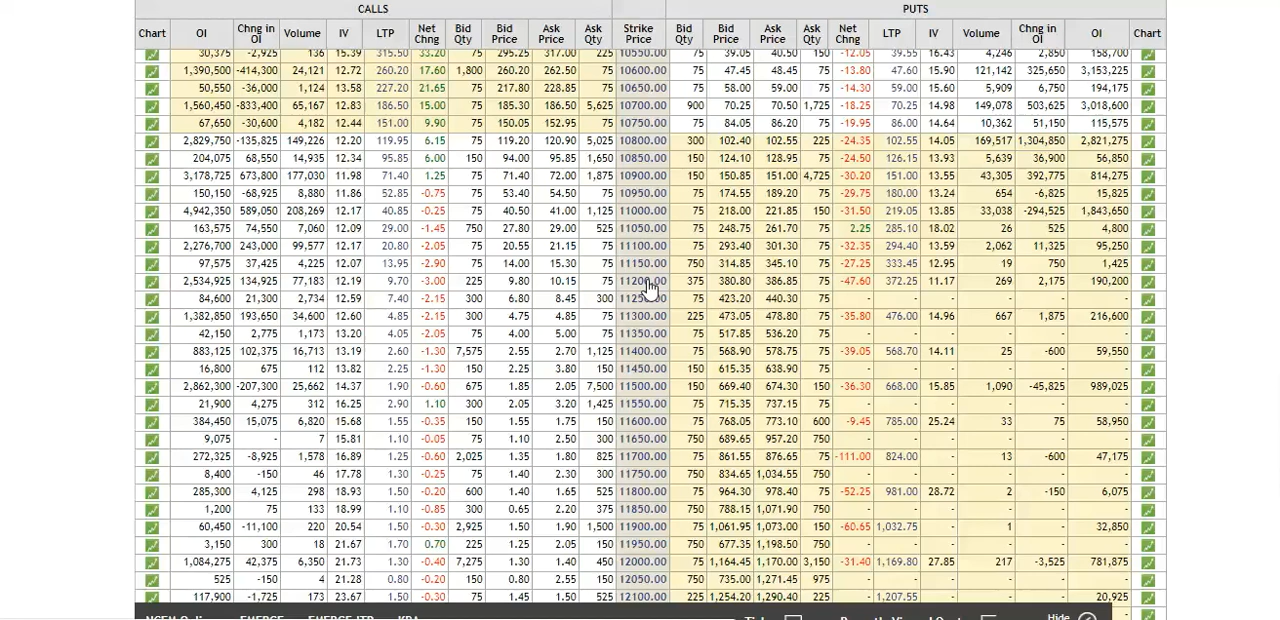 CALLS PUTS
Chart OI Chng in OI Volume IV LTP Net Chng Bid Qty Bid Price Ask Price Ask Qty Strike Price Bid Qty Bid Price Ask Price Ask Qty Net Chng LTP IV Volume Chng in OI OI Chart
30,375 -2,925 136 15.39 315.50 33.20 75 295.25 317.00 225 10550.00 75 39.05 40.50 150 -12.05 39.55 16.43 4,246 2,850 158,700
1,390,500 -414,300 24,121 12.72 260.20 17.60 1,800 260.20 262.50 75 10600.00 75 47.45 48.45 75 -13.80 47.60 15.90 121,142 325,650 3,153,225
50,550 -36,000 1,124 13.58 227.20 21.65 75 217.80 228.85 75 10650.00 75 58.00 59.00 75 -14.30 59.00 15.60 5,909 6,750 194,175
1,560,450 -833,400 65,167 12.83 186.50 15.00 75 185.30 186.50 5,625 10700.00 900 70.25 70.50 1,725 -18.25 70.25 14.98 149,078 503,625 3,018,600
67,650 -30,600 4,182 12.44 151.00 9.90 75 150.05 152.95 75 10750.00 75 84.05 86.20 75 -19.95 86.00 14.64 10,362 51,150 115,575
2,829,750 -135,825 149,226 12.20 119.95 6.15 75 119.20 120.90 5,025 10800.00 300 102.40 102.55 225 -24.35 102.55 14.05 169,517 1,304,850 2,821,275
204,075 68,550 14,935 12.34 95.85 6.00 150 94.00 95.85 1,650 10850.00 150 124.10 128.95 75 -24.50 126.15 13.93 5,639 36,900 56,850
3,178,725 673,800 177,030 11.98 71.40 1.25 75 71.40 72.00 1,875 10900.00 150 150.85 151.00 4,725 -30.20 151.00 13.55 43,305 392,775 814,275
150,150 -68,925 8,880 11.86 52.85 -0.75 75 53.40 54.50 75 10950.00 75 174.55 189.20 75 -29.75 180.00 13.24 654 -6,825 15,825
4,942,350 589,050 208,269 12.17 40.85 -0.25 75 40.50 41.00 1,125 11000.00 75 218.00 221.85 150 -31.50 219.05 13.85 33,038 -294,525 1,843,650
163,575 74,550 7,060 12.09 29.00 -1.45 750 27.80 29.00 525 11050.00 75 248.75 261.70 75 2.25 285.10 18.02 26 525 4,800
2,276,700 243,000 99,577 12.17 20.80 -2.05 75 20.55 21.15 75 11100.00 75 293.40 301.30 75 -32.35 294.40 13.59 2,062 11,325 95,250
97,575 37,425 4,225 12.07 13.95 -2.90 75 14.00 15.30 75 11150.00 750 314.85 345.10 75 -27.25 333.45 12.95 19 750 1,425
2,534,925 134,925 77,183 12.19 9.70 -3.00 225 9.80 10.15 75 11200.00 375 380.80 386.85 75 -47.60 372.25 11.17 269 2,175 190,200
84,600 21,300 2,734 12.59 7.40 -2.15 300 6.80 8.45 300 11250.00 75 423.20 440.30 75 - - - - - -
1,382,850 193,650 34,600 12.60 4.85 -2.15 300 4.75 4.85 75 11300.00 225 473.05 478.80 75 -35.80 476.00 14.96 667 1,875 216,600
42,150 2,775 1,173 13.20 4.05 -2.05 75 4.00 5.00 75 11350.00 75 517.85 536.20 75 - - - - - -
883,125 102,375 16,713 13.19 2.60 -1.30 7,575 2.55 2.70 1,125 11400.00 75 568.90 578.75 75 -39.05 568.70 14.11 25 -600 59,550
16,800 675 112 13.82 2.25 -1.30 150 2.25 3.80 150 11450.00 150 615.35 638.90 75 - - - - - -
2,862,300 -207,300 25,662 14.37 1.90 -0.60 675 1.85 2.05 7,500 11500.00 150 669.40 674.30 150 -36.30 668.00 15.85 1,090 -45,825 989,025
21,900 4,275 312 16.25 2.90 1.10 300 2.05 3.20 1,425 11550.00 75 715.35 737.15 75 - - - - - -
384,450 15,075 6,820 15.68 1.55 -0.35 150 1.55 1.75 150 11600.00 75 768.05 773.10 600 -9.45 785.00 25.24 33 75 58,950
9,075 - 7 15.81 1.10 -0.05 75 1.10 2.50 300 11650.00 750 689.65 957.20 750 - - - - - -
272,325 -8,925 1,578 16.89 1.25 -0.60 2,025 1.35 1.80 825 11700.00 75 861.55 876.65 75 -111.00 824.00 - 13 -600 47,175
8,400 -150 46 17.78 1.30 -0.25 75 1.40 2.30 300 11750.00 750 834.65 1,034.55 750 - - - - - -
285,300 4,125 298 18.93 1.50 -0.20 600 1.40 1.65 525 11800.00 75 964.30 978.40 75 -52.25 981.00 28.72 2 -150 6,075
1,200 75 133 18.99 1.10 -0.85 300 0.65 2.20 375 11850.00 750 788.15 1,071.90 750 - - - - - -
60,450 -11,100 220 20.54 1.50 -0.30 2,925 1.50 1.90 1,500 11900.00 75 1,061.95 1,073.00 150 -60.65 1,032.75 - 1 - 32,850
3,150 300 18 21.67 1.70 0.70 225 1.25 2.05 150 11950.00 750 677.35 1,198.50 750 - - - - - -
1,084,275 42,375 6,350 21.73 1.30 -0.40 7,275 1.30 1.40 450 12000.00 75 1,164.45 1,170.00 3,150 -31.40 1,169.80 27.85 217 -3,525 781,875
525 -150 4 21.28 0.80 -0.20 150 0.80 2.55 150 12050.00 750 735.00 1,271.45 975 - - - - - -
117,900 -1,725 173 23.67 1.50 -0.30 75 1.45 1.50 525 12100.00 225 1,254.20 1,290.40 225 - 1,207.55 - - - 20,925
Hide